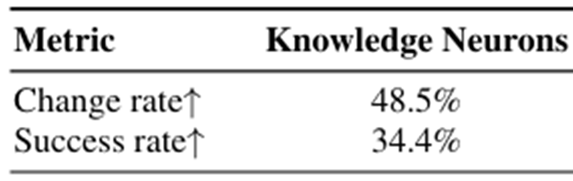 Metric Knowledge Neurons
Change rate↑ 48.5%
Success rate↑ 34.4%